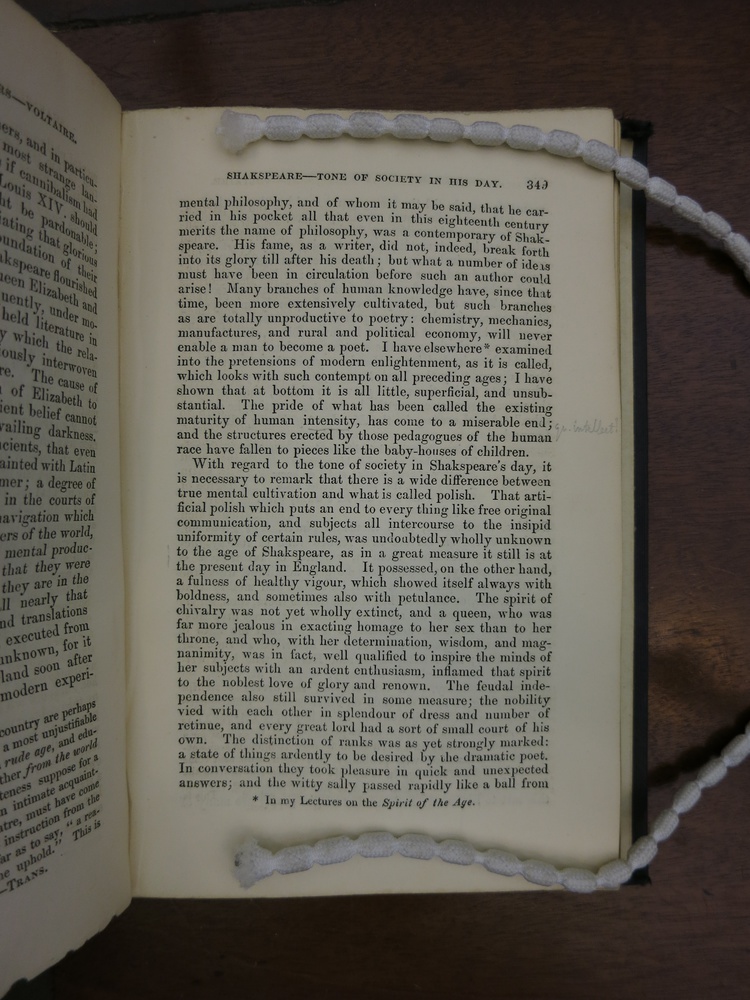 RS—VOLTAIRE.
ers, and in particu-
most strange lan-
if cannibalism had
Louis XIV. should
ht be pardonable;
ating that glorious
oundation of their
akspeare flourished
ueen Elizabeth and
uently, under mo-
held literature in
y which the rela-
ously interwoven
re. The cause of
of Elizabeth to
ient belief cannot
vailing darkness.
cients, that even
ainted with Latin
mer; a degree of
in the courts of
navigation which
ers of the world,
mental produc-
that they were
they are in the
ll nearly that
nd translations
executed from
unknown, for it
land soon after
modern experi-
country are perhaps
a most unjustifiable
rude age, and edu-
ther from the world
teness suppose for a
n intimate acquaint-
atre, must have come
instruction from the
far as to say, "a rea-
ne uphold." This is
—TRANS.
SHAKSPEARE—TONE OF SOCIETY IN HIS DAY. 349
mental philosophy, and of whom it may be said, that he car-
ried in his pocket all that even in this eighteenth century
merits the name of philosophy, was a contemporary of Shak-
speare. His fame, as a writer, did not, indeed, break forth
into its glory till after his death; but what a number of ideas
must have been in circulation before such an author could
arise! Many branches of human knowledge have, since that
time, been more extensively cultivated, but such branches
as are totally unproductive to poetry: chemistry, mechanics,
manufactures, and rural and political economy, will never
enable a man to become a poet. I have elsewhere* examined
into the pretensions of modern enlightenment, as it is called,
which looks with such contempt on all preceding ages; I have
shown that at bottom it is all little, superficial, and unsub-
stantial. The pride of what has been called the existing
maturity of human intensity, has come to a miserable end;
and the structures erected by those pedagogues of the human
race have fallen to pieces like the baby-houses of children.
With regard to the tone of society in Shakspeare's day, it
is necessary to remark that there is a wide difference between
true mental cultivation and what is called polish. That arti-
ficial polish which puts an end to every thing like free original
communication, and subjects all intercourse to the insipid
uniformity of certain rules, was undoubtedly wholly unknown
to the age of Shakspeare, as in a great measure it still is at
the present day in England. It possessed, on the other hand,
a fulness of healthy vigour, which showed itself always with
boldness, and sometimes also with petulance. The spirit of
chivalry was not yet wholly extinct, and a queen, who was
far more jealous in exacting homage to her sex than to her
throne, and who, with her determination, wisdom, and mag-
nanimity, was in fact, well qualified to inspire the minds of
her subjects with an ardent enthusiasm, inflamed that spirit
to the noblest love of glory and renown. The feudal inde-
pendence also still survived in some measure; the nobility
vied with each other in splendour of dress and number of
retinue, and every great lord had a sort of small court of his
own. The distinction of ranks was as yet strongly marked:
a state of things ardently to be desired by the dramatic poet.
In conversation they took pleasure in quick and unexpected
answers; and the witty sally passed rapidly like a ball from
* In my Lectures on the Spirit of the Age.